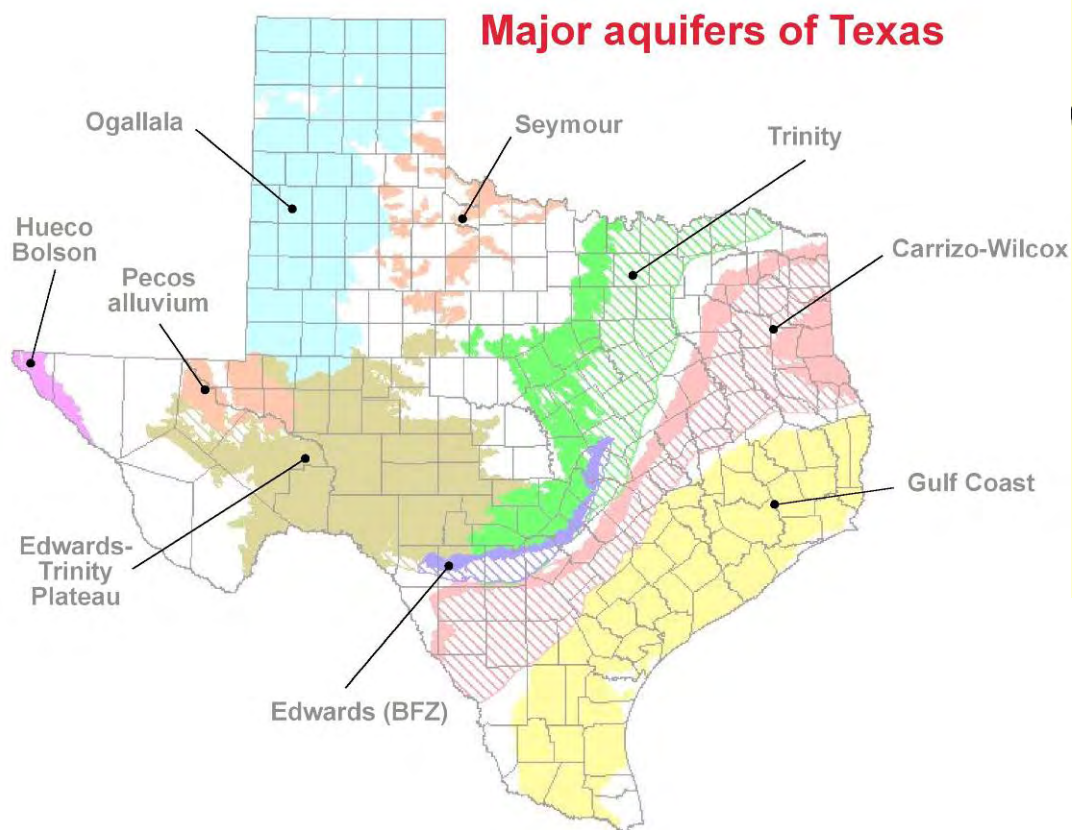 Major aquifers of Texas
Ogallala
Seymour
Trinity
Hueco
Bolson
Pecos
alluvium
Carrizo-Wilcox
Gulf Coast
Edwards-
Trinity
Plateau
Edwards (BFZ)